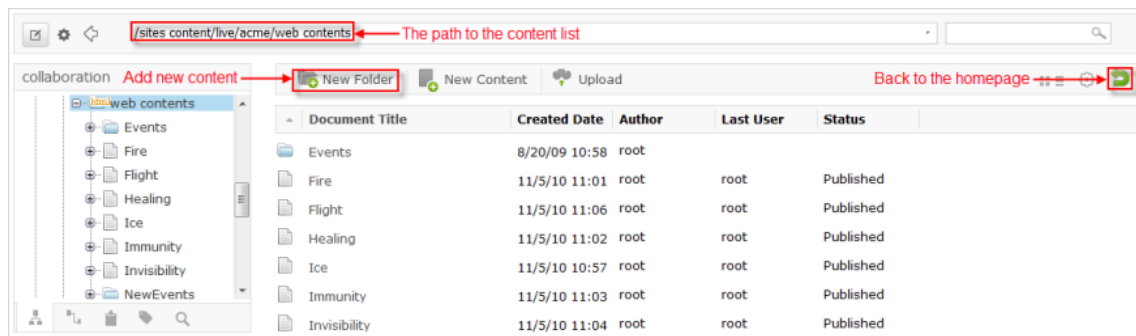 /sites content/live/acme/web contents The path to the content list
collaboration Add new content New Folder New Content Upload Back to the homepage
web contents
Events
Fire
Flight
Healing
Ice
Immunity
Invisibility
NewEvents
Document Title Created Date Author Last User Status
Events 8/20/09 10:58 root
Fire 11/5/10 11:01 root root Published
Flight 11/5/10 11:06 root root Published
Healing 11/5/10 11:02 root root Published
Ice 11/5/10 10:57 root root Published
Immunity 11/5/10 11:03 root root Published
Invisibility 11/5/10 11:04 root root Published